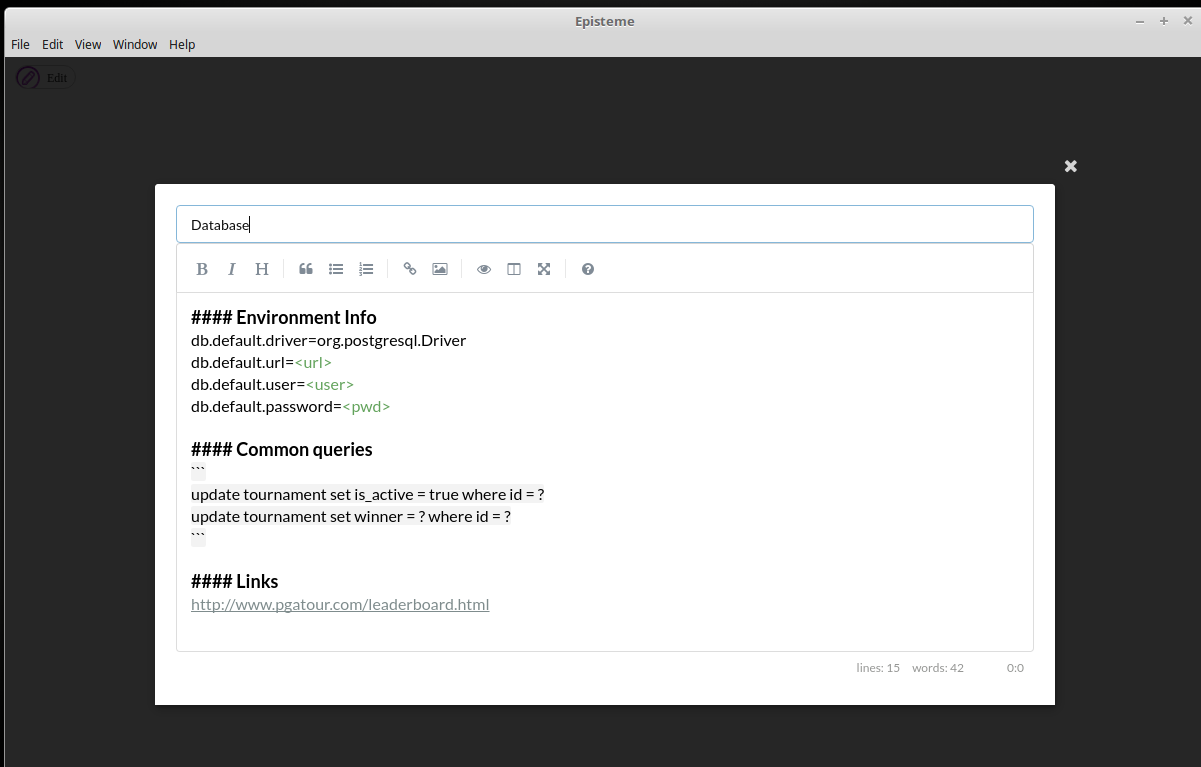 Episteme
File Edit View Window Help
Edit
Database
B I H
#### Environment Info
db.default.driver=org.postgresql.Driver
db.default.url=<url>
db.default.user=<user>
db.default.password=<pwd>
#### Common queries
```
update tournament set is_active = true where id = ?
update tournament set winner = ? where id = ?
```
#### Links
http://www.pgatour.com/leaderboard.html
lines: 15 words: 42 0:0